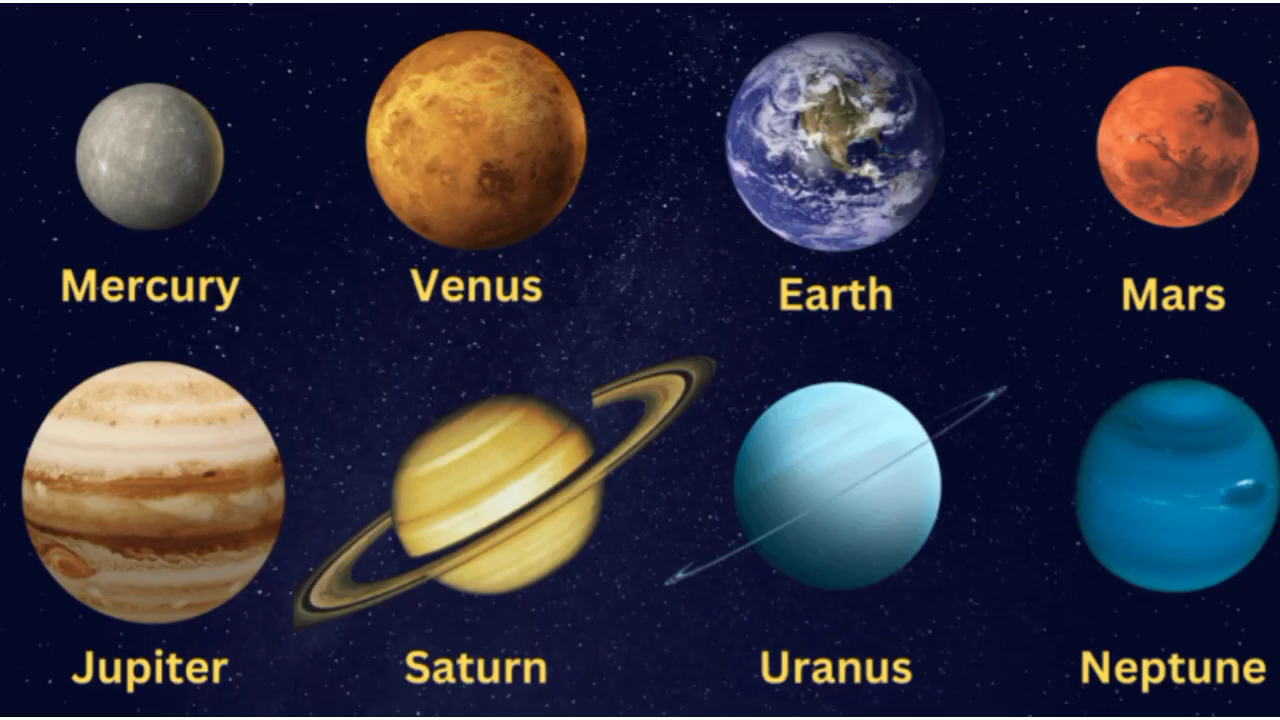 Mercury
Venus
Earth
Mars
Jupiter
Saturn
Uranus
Neptune